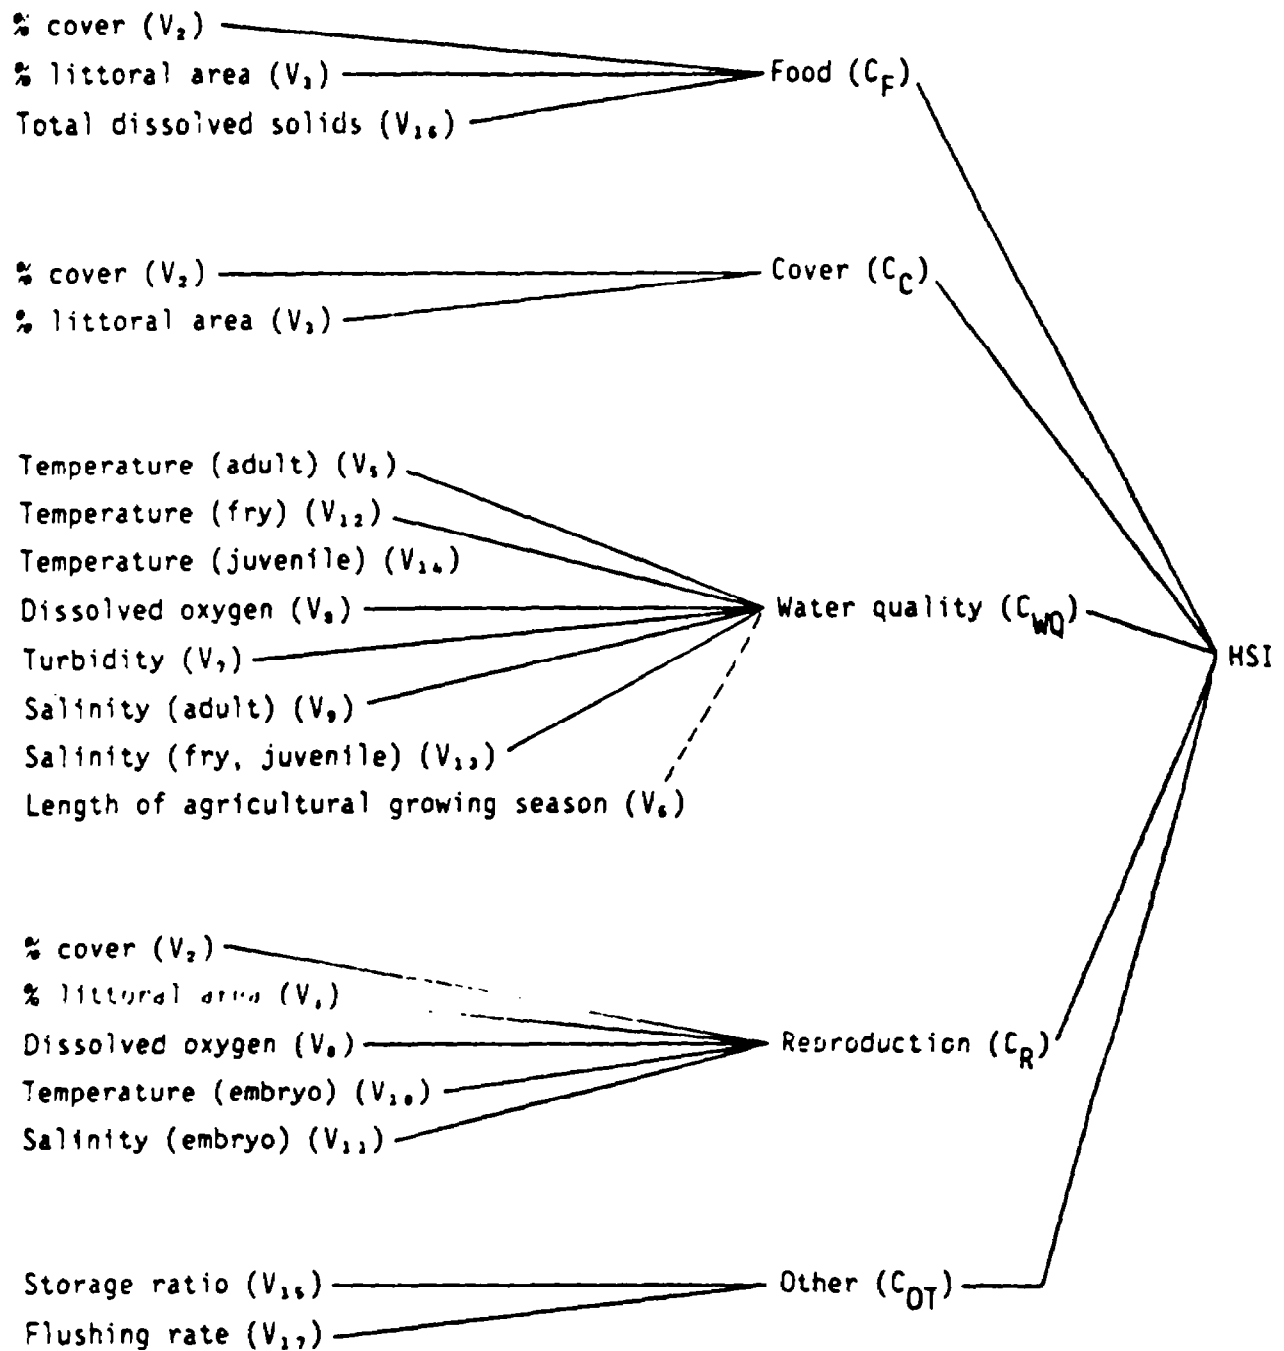 % cover (V₂)
% littoral area (V₃) Food (C_F)
Total dissolved solids (V₁₆)
% cover (V₂) Cover (C_C)
% littoral area (V₃)
Temperature (adult) (V₅)
Temperature (fry) (V₁₂)
Temperature (juvenile) (V₁₄)
Dissolved oxygen (V₈) Water quality (C_WQ)
HSI
Turbidity (V₇)
Salinity (adult) (V₉)
Salinity (fry, juvenile) (V₁₃)
Length of agricultural growing season (V₆)
% cover (V₂)
% littoral area
Dissolved oxygen (V₈) Reproduction (C_R)
Temperature (embryo) (V₁₀)
Salinity (embryo) (V₁₁)
Storage ratio (V₁₅) Other (C_OT)
Flushing rate (V₁₇)